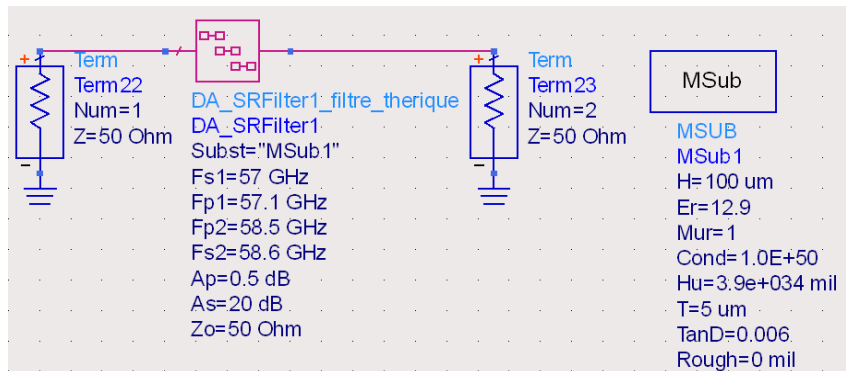 Term
Term22
Num=1
Z=50 Ohm
DA_SRFilter1_filtre_therique
DA_SRFilter1
Subst="MSub1"
Fs1=57 GHz
Fp1=57.1 GHz
Fp2=58.5 GHz
Fs2=58.6 GHz
Ap=0.5 dB
As=20 dB
Zo=50 Ohm
Term
Term23
Num=2
Z=50 Ohm
MSub
MSUB
MSub1
H=100 um
Er=12.9
Mur=1
Cond=1.0E+50
Hu=3.9e+034 mil
T=5 um
TanD=0.006
Rough=0 mil